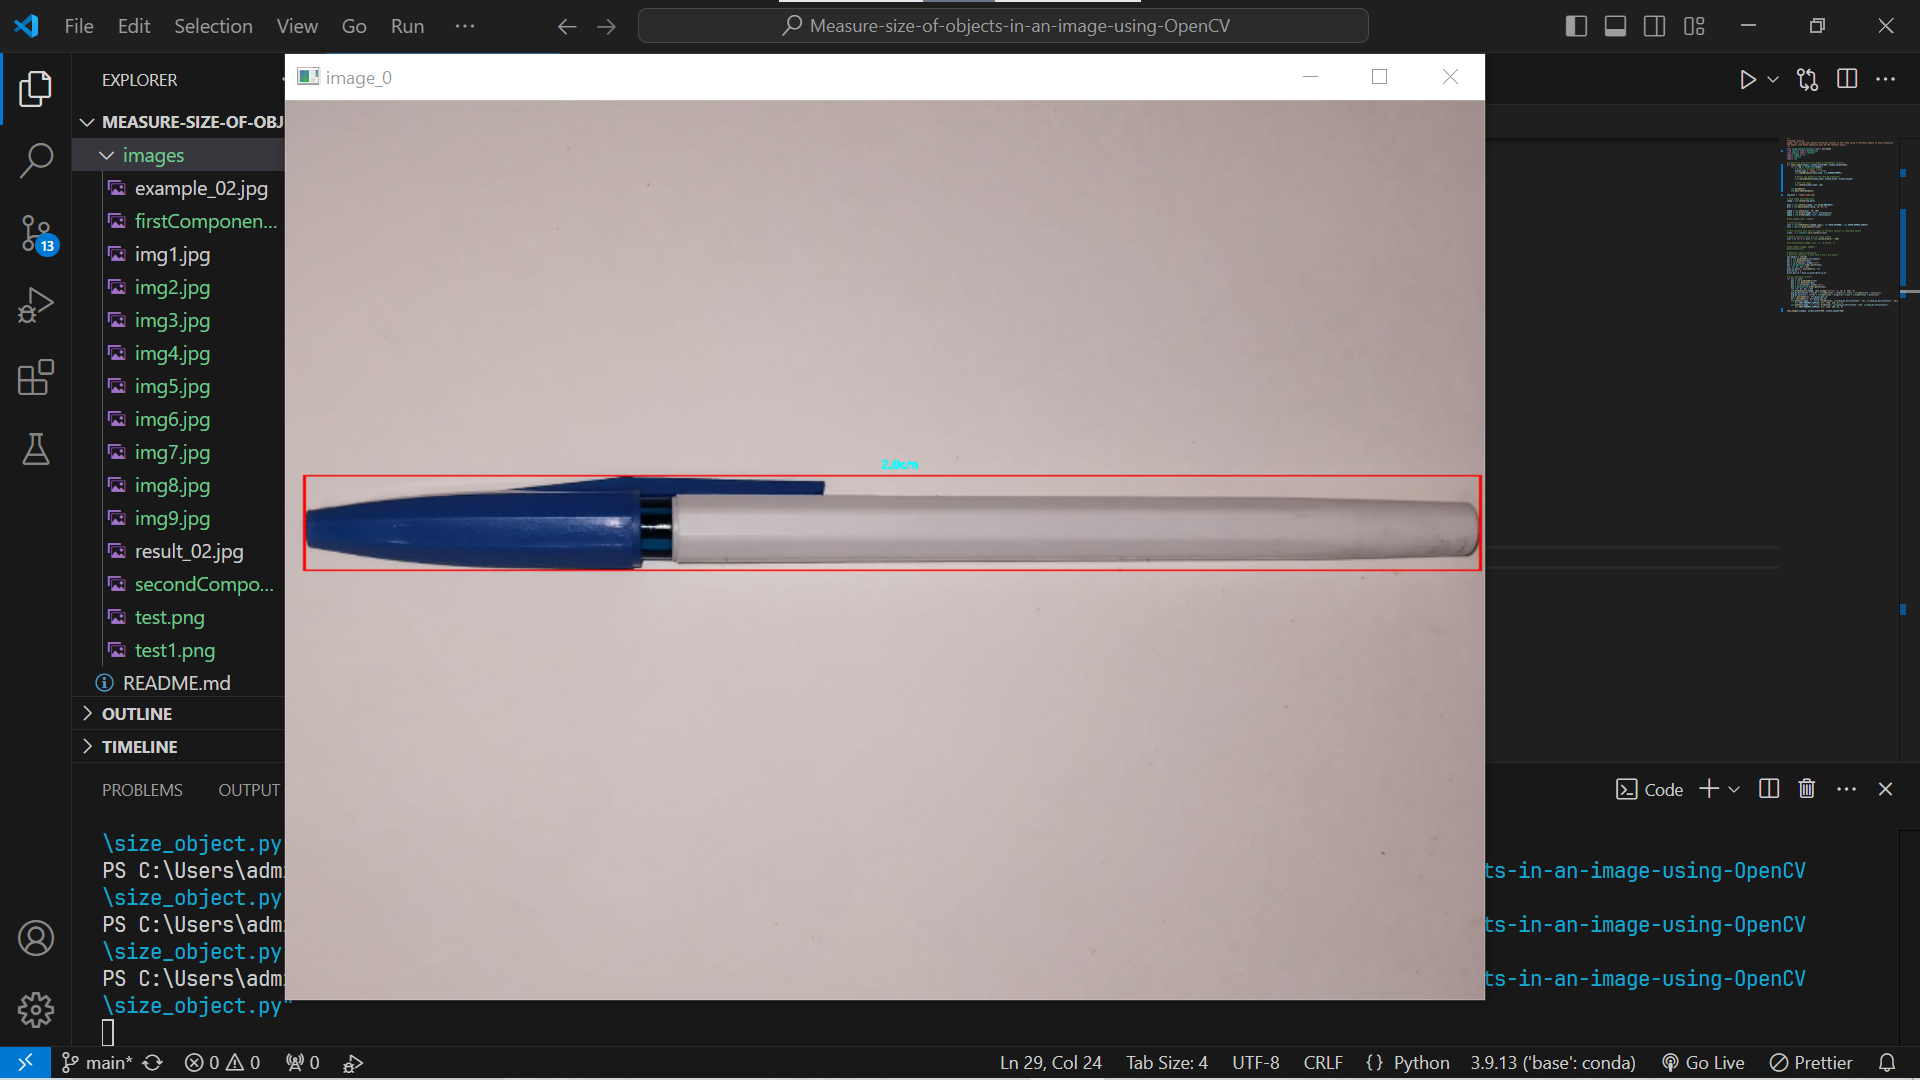 File Edit Selection View Go Run ···
Measure-size-of-objects-in-an-image-using-OpenCV
EXPLORER
image_0
MEASURE-SIZE-OF-OBJ
images
example_02.jpg
firstComponen...
img1.jpg
img2.jpg
img3.jpg
img4.jpg
img5.jpg
img6.jpg
img7.jpg
img8.jpg
img9.jpg
result_02.jpg
secondCompo...
test.png
test1.png
README.md
OUTLINE
TIMELINE
13
2.0cm
PROBLEMS OUTPUT
Code
\size_object.py
PS C:\Users\adm ts-in-an-image-using-OpenCV
\size_object.py
PS C:\Users\adm ts-in-an-image-using-OpenCV
\size_object.py
PS C:\Users\adm ts-in-an-image-using-OpenCV
\size_object.py"
main* 0 0 0 Ln 29, Col 24 Tab Size: 4 UTF-8 CRLF {} Python 3.9.13 ('base': conda) Go Live Prettier